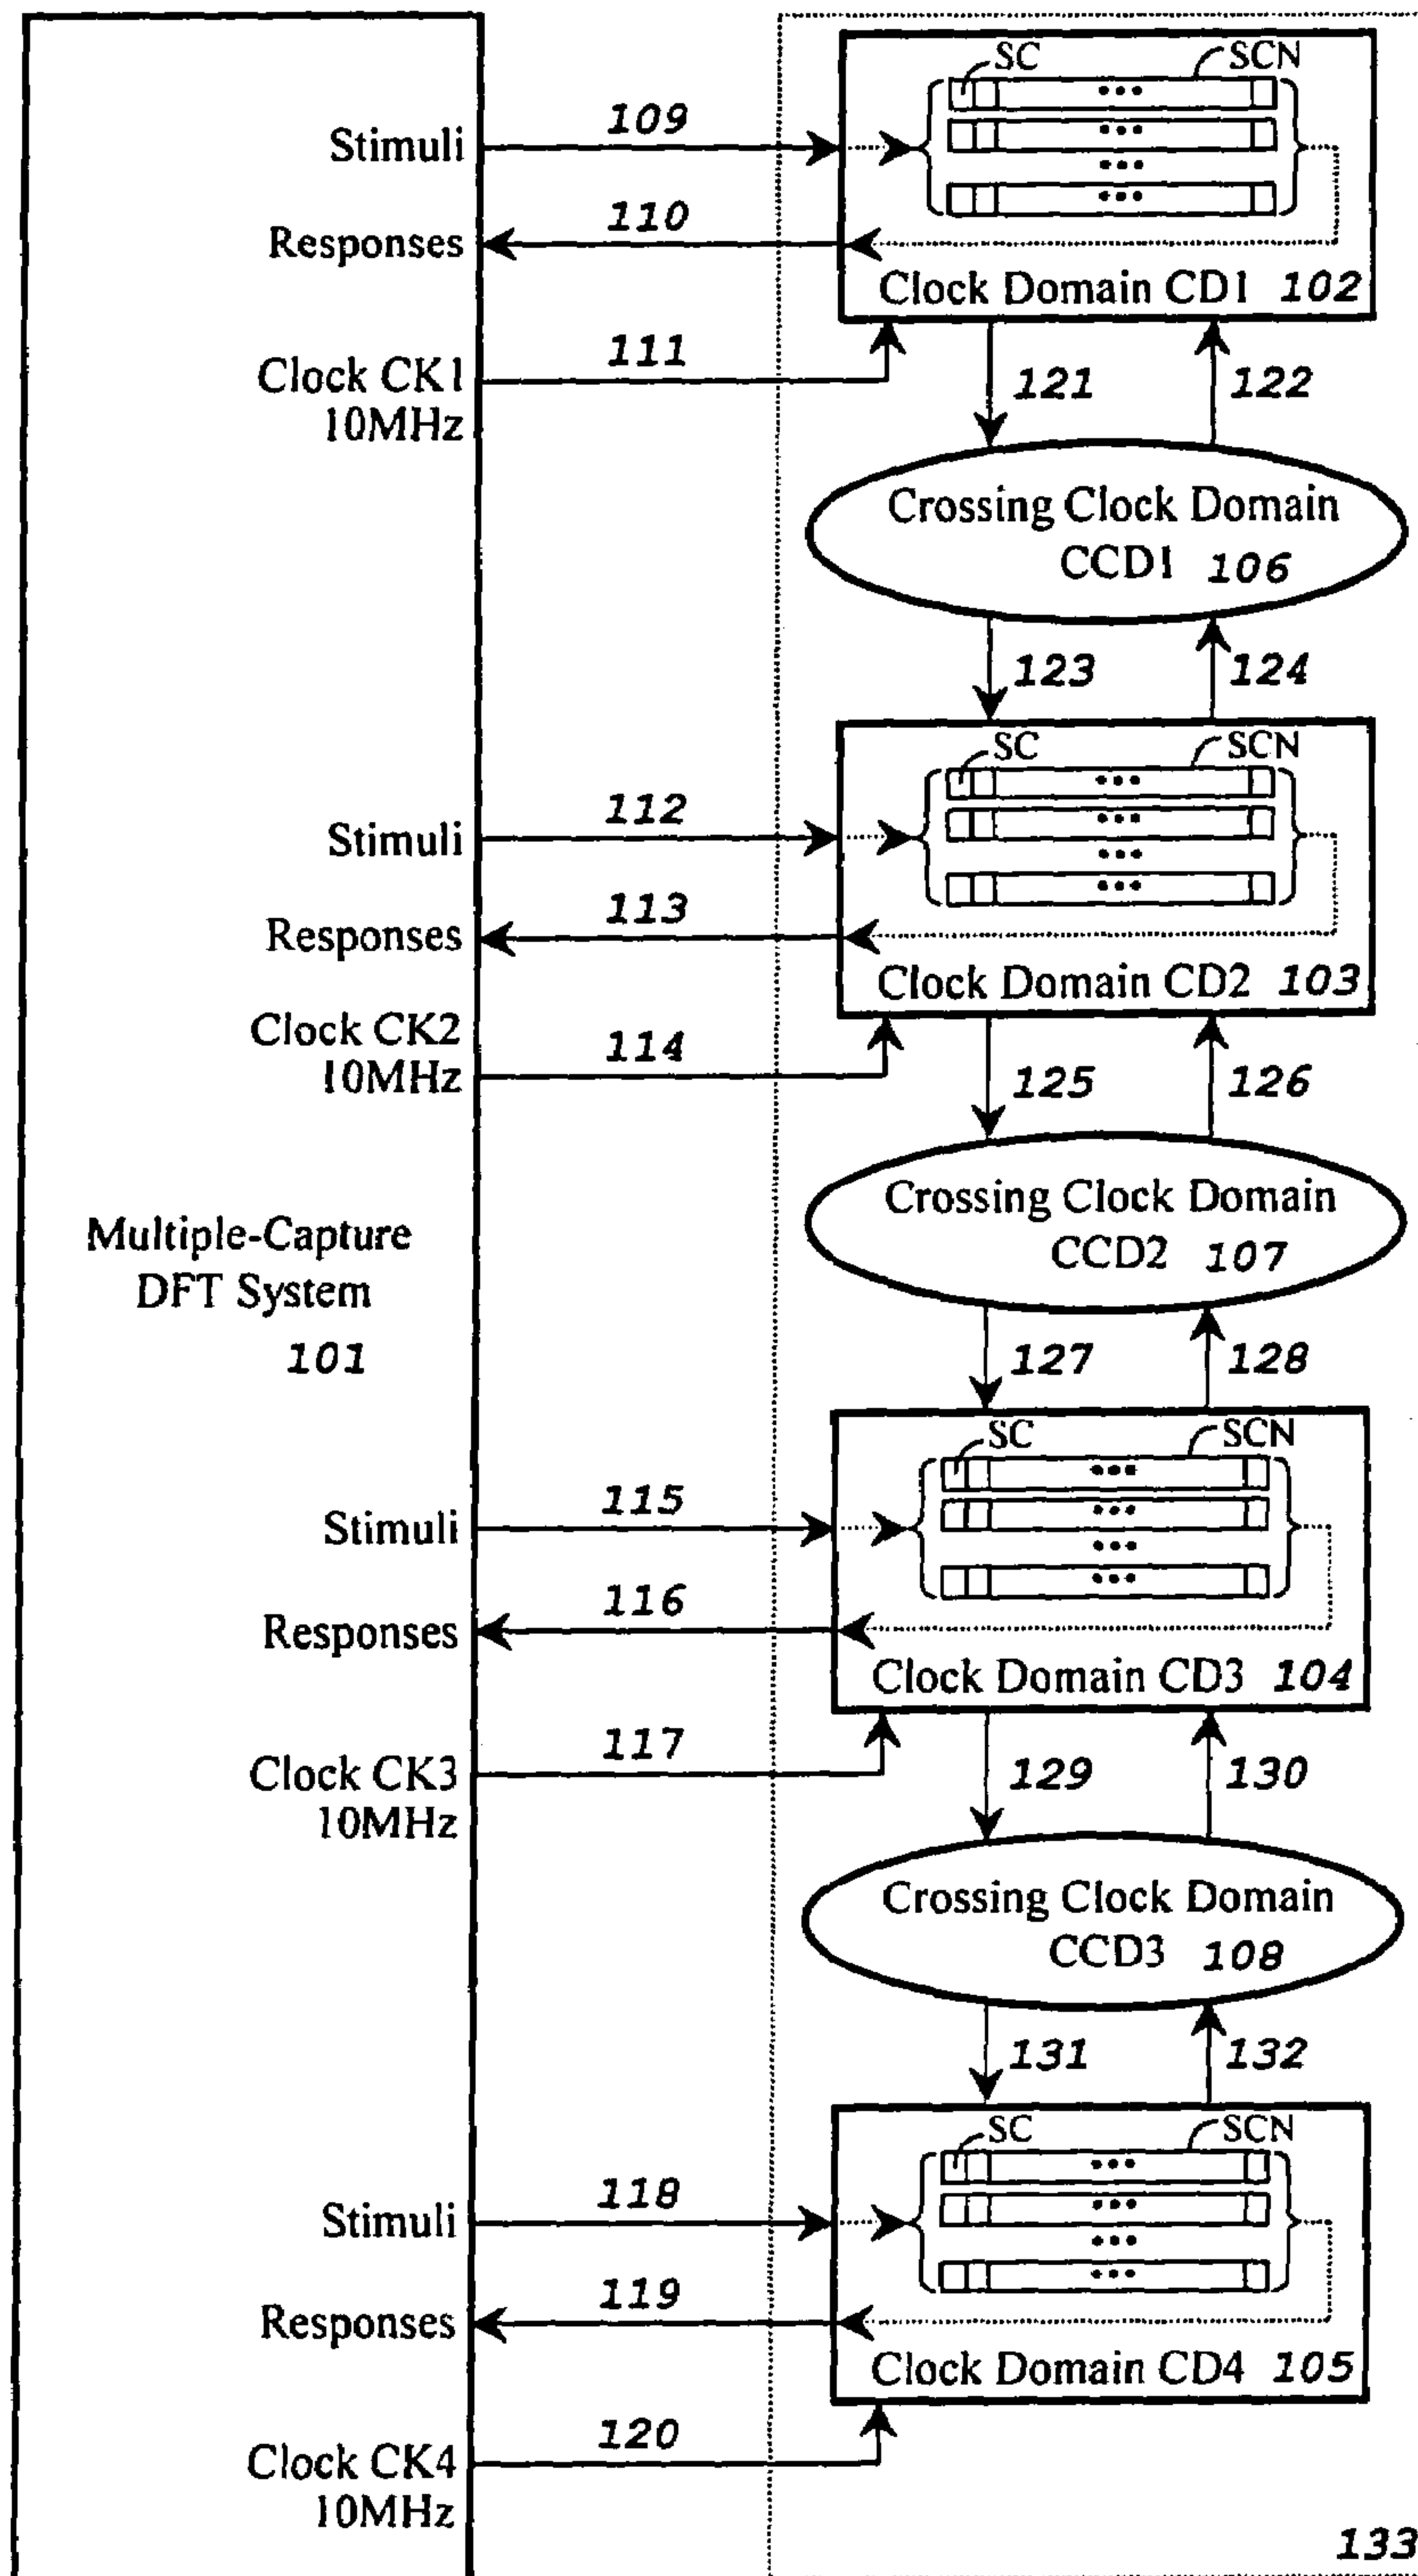 SC SCN
109
Stimuli
110
Responses
Clock Domain CD1 102
111
Clock CK1
10MHz
121 122
Crossing Clock Domain
CCD1 106
123 124
SC SCN
112
Stimuli
113
Responses
Clock Domain CD2 103
Clock CK2
10MHz
114
125 126
Crossing Clock Domain
CCD2 107
Multiple-Capture
DFT System
101
127 128
SC SCN
115
Stimuli
116
Responses
Clock Domain CD3 104
117
Clock CK3
10MHz
129 130
Crossing Clock Domain
CCD3 108
131 132
SC SCN
118
Stimuli
119
Responses
Clock Domain CD4 105
120
Clock CK4
10MHz
133